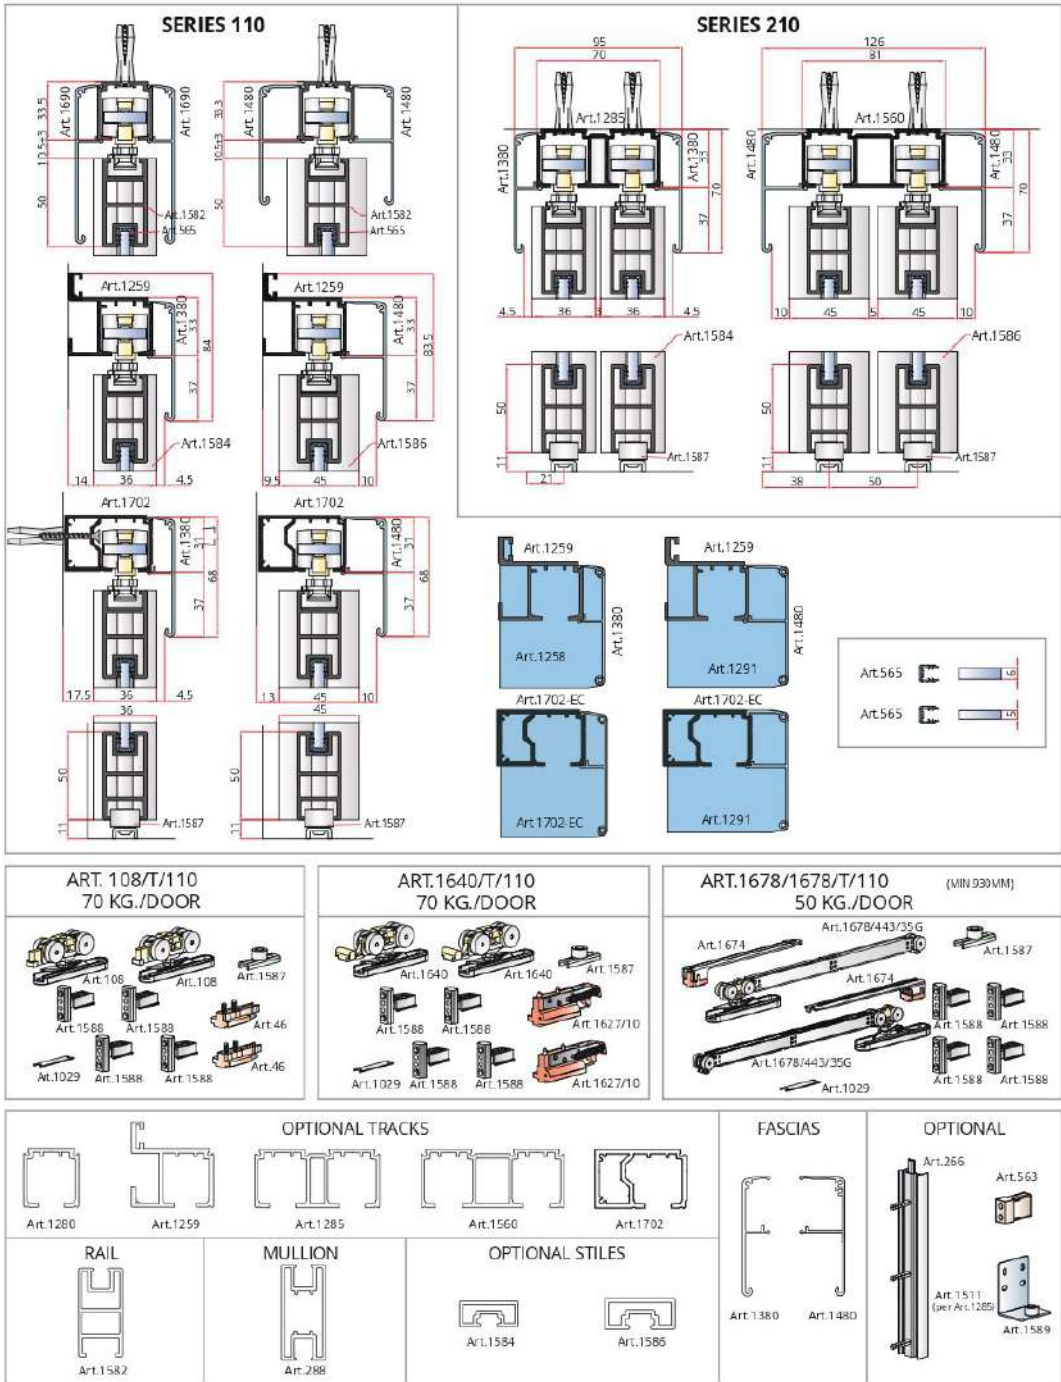 SERIES 110
33.5
10.5±3
50
Art.1690
Art.1690
Art.1582
Art.565
33.3
10.5±3
50
Art.1480
Art.1480
Art.1582
Art.565
Art.1259
Art.1380
33
84
37
Art.1584
14
36
4.5
Art.1259
Art.1480
33
83.5
37
Art.1586
9.5
45
10
Art.1702
Art.1380
31
68
37
17.5
36
4.5
Art.1702
Art.1480
31
68
37
13
45
10
36
50
11
Art.1587
45
50
11
Art.1587
SERIES 210
95
70
Art.1285
Art.1380
Art.1380
33
70
37
4.5
36
3
36
4.5
126
81
Art.1560
Art.1480
Art.1480
33
70
37
10
45
5
45
10
Art.1584
50
11
21
Art.1587
Art.1586
50
11
38
50
Art.1587
Art.1259
Art.1258
Art.1380
Art.1259
Art.1291
Art.1480
Art.1702-EC
Art.1702-EC
Art.1702-EC
Art.1291
Art.565
6
Art.565
5
ART. 108/T/110
70 KG./DOOR
Art.108
Art.108
Art.1587
Art.1588
Art.1588
Art.46
Art.1029
Art.1588
Art.1588
Art.46
ART.1640/T/110
70 KG./DOOR
Art.1640
Art.1640
Art.1587
Art.1588
Art.1588
Art.1627/10
Art.1029
Art.1588
Art.1588
Art.1627/10
ART.1678/1678/T/110
(MIN.930MM)
50 KG./DOOR
Art.1678/443/35G
Art.1674
Art.1587
Art.1674
Art.1588
Art.1588
Art.1678/443/35G
Art.1029
Art.1588
Art.1588
OPTIONAL TRACKS
Art.1280
Art.1259
Art.1285
Art.1560
Art.1702
RAIL
Art.1582
MULLION
Art.288
OPTIONAL STILES
Art.1584
Art.1586
FASCIAS
Art.1380
Art.1480
OPTIONAL
Art.266
Art.563
Art.1511
(per Art.1285)
Art.1589